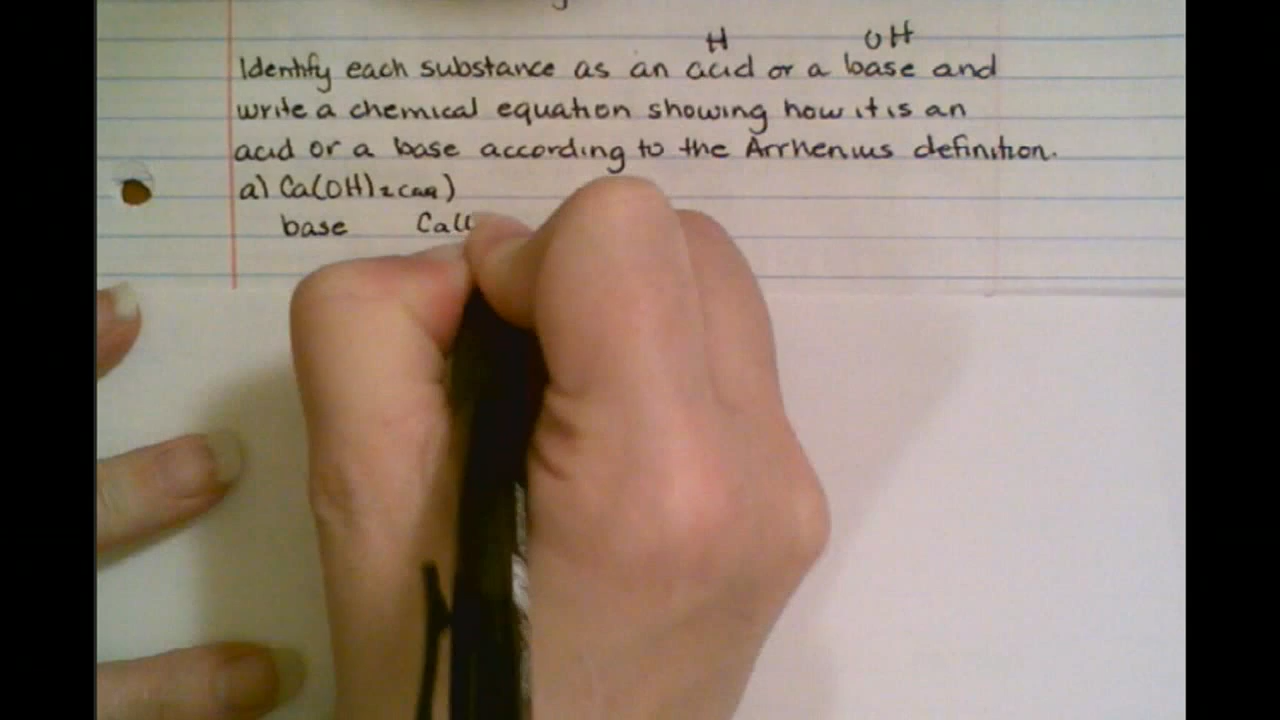 H OH
Identify each substance as an acid or a base and
write a chemical equation showing how it is an
acid or a base according to the Arrhenius definition.
a) Ca(OH)₂(aq)
base Ca(